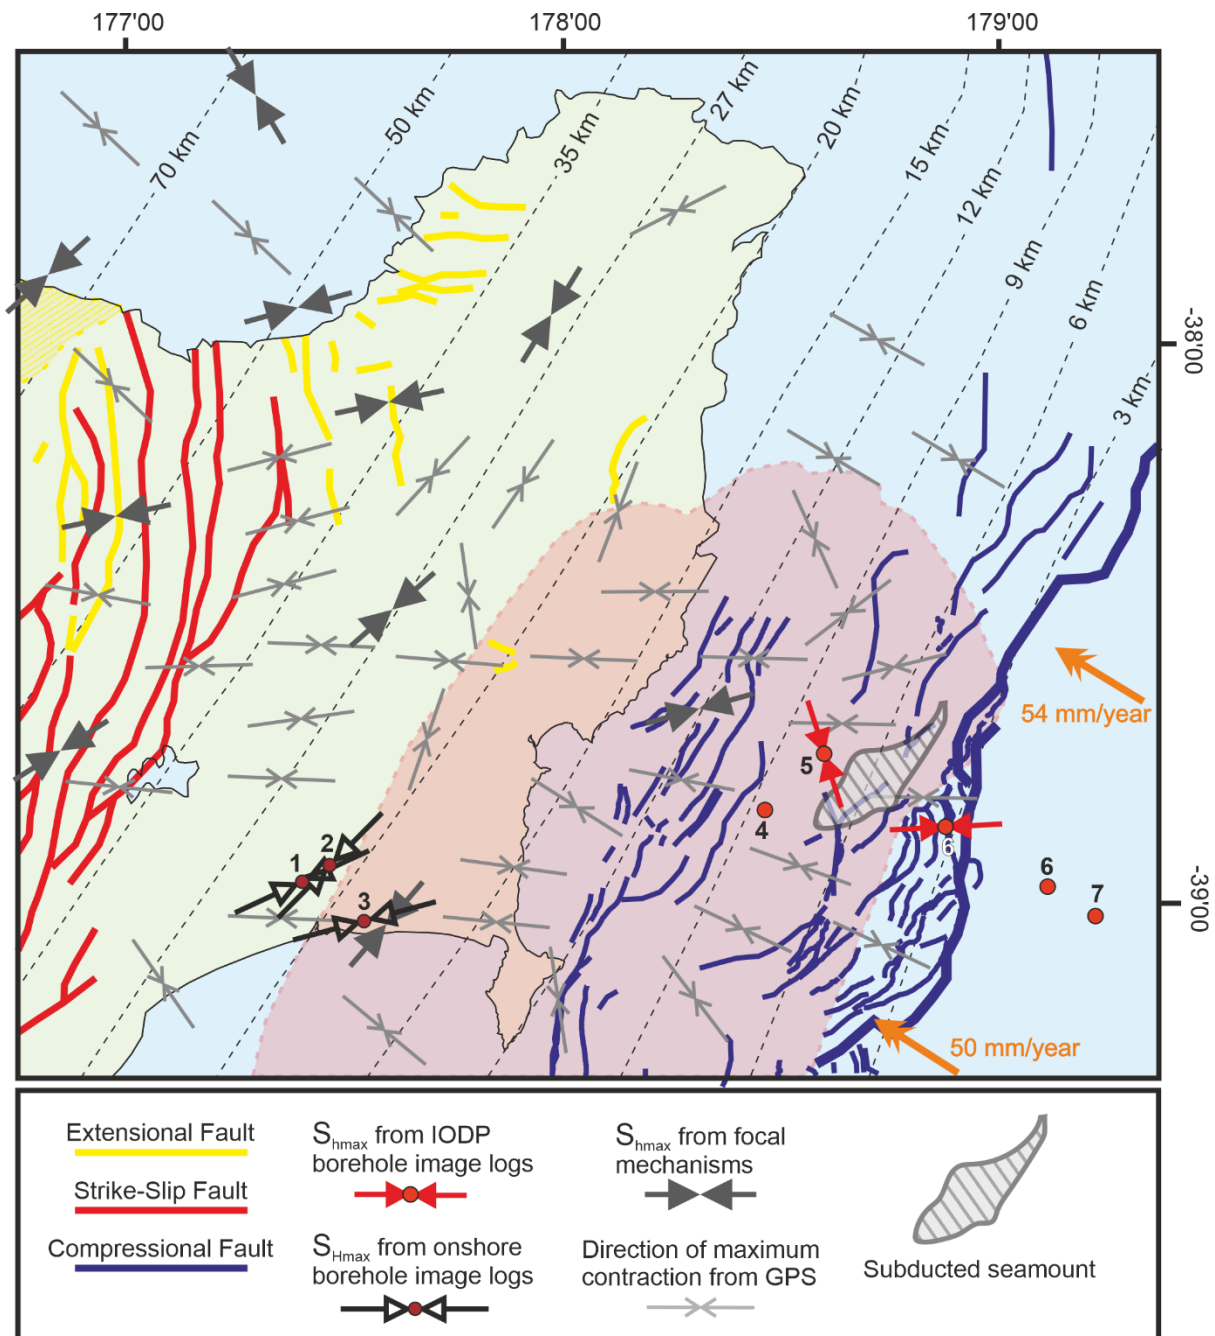 177'00
178'00
179'00
70 km
50 km
35 km
27 km
20 km
15 km
12 km
9 km
6 km
3 km
-38'00
54 mm/year
5
4
6
2
1
3
6
7
-39'00
50 mm/year
Extensional Fault
Strike-Slip Fault
Compressional Fault
Shmax from IODP
borehole image logs
SHmax from onshore
borehole image logs
Shmax from focal
mechanisms
Direction of maximum
contraction from GPS
Subducted seamount